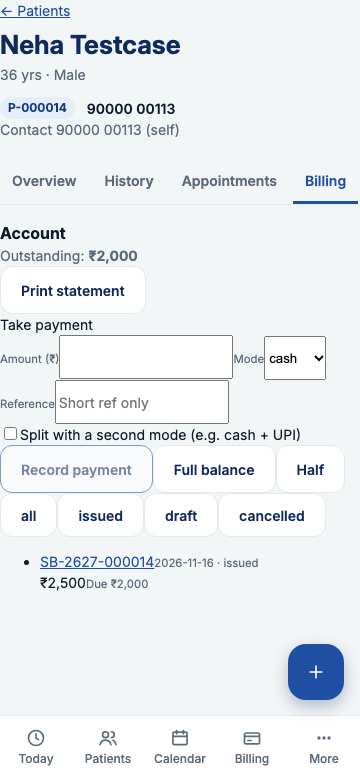 ← Patients
Neha Testcase
36 yrs · Male
P-000014 90000 00113
Contact 90000 00113 (self)
Overview History Appointments Billing
Account
Outstanding: ₹2,000
Print statement
Take payment
Amount (₹) Mode cash
Reference Short ref only
Split with a second mode (e.g. cash + UPI)
Record payment Full balance Half
all issued draft cancelled
SB-2627-000014 2026-11-16 · issued
₹2,500 Due ₹2,000
+
Today Patients Calendar Billing More